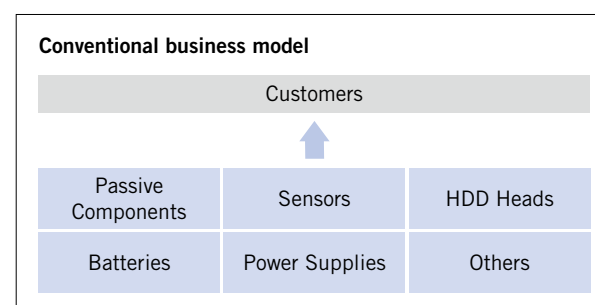 Conventional business model
Customers
Passive
Components
Sensors
HDD Heads
Batteries
Power Supplies
Others